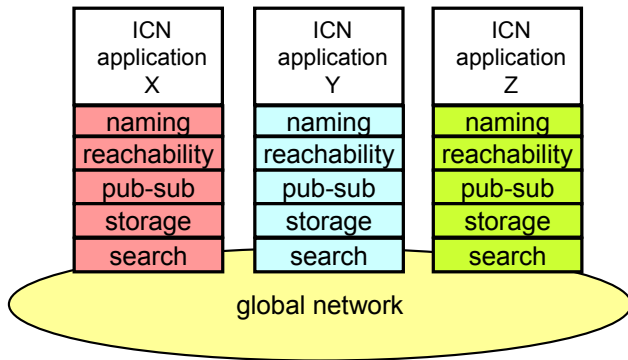 ICN
application
X
naming
reachability
pub-sub
storage
search
ICN
application
Y
naming
reachability
pub-sub
storage
search
ICN
application
Z
naming
reachability
pub-sub
storage
search
global network